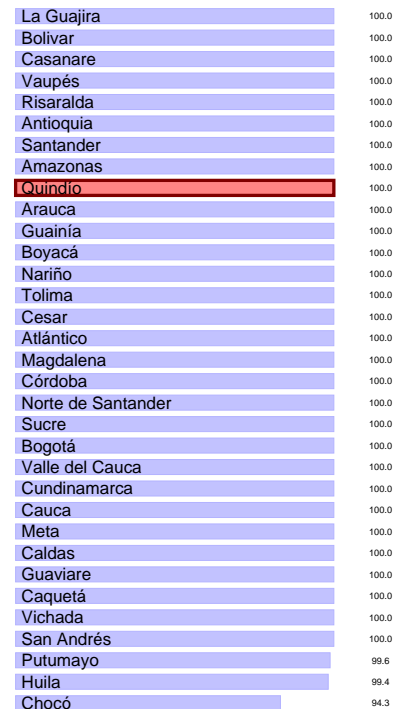 La Guajira 100.0
Bolivar 100.0
Casanare 100.0
Vaupés 100.0
Risaralda 100.0
Antioquia 100.0
Santander 100.0
Amazonas 100.0
Quindío 100.0
Arauca 100.0
Guainía 100.0
Boyacá 100.0
Nariño 100.0
Tolima 100.0
Cesar 100.0
Atlántico 100.0
Magdalena 100.0
Córdoba 100.0
Norte de Santander 100.0
Sucre 100.0
Bogotá 100.0
Valle del Cauca 100.0
Cundinamarca 100.0
Cauca 100.0
Meta 100.0
Caldas 100.0
Guaviare 100.0
Caquetá 100.0
Vichada 100.0
San Andrés 100.0
Putumayo 99.6
Huila 99.4
Chocó 94.3